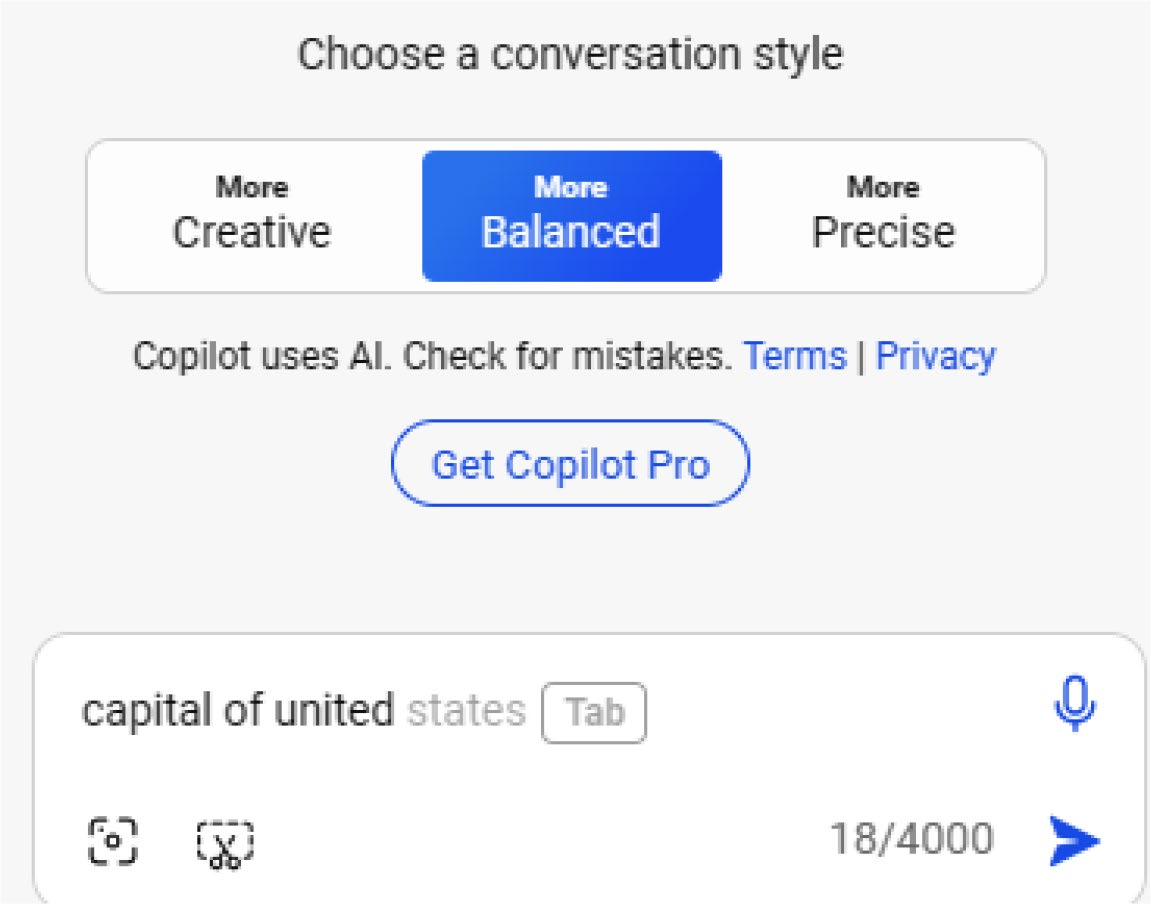 Choose a conversation style
More More More
Creative Balanced Precise
Copilot uses AI. Check for mistakes. Terms | Privacy
Get Copilot Pro
capital of united states Tab
18/4000